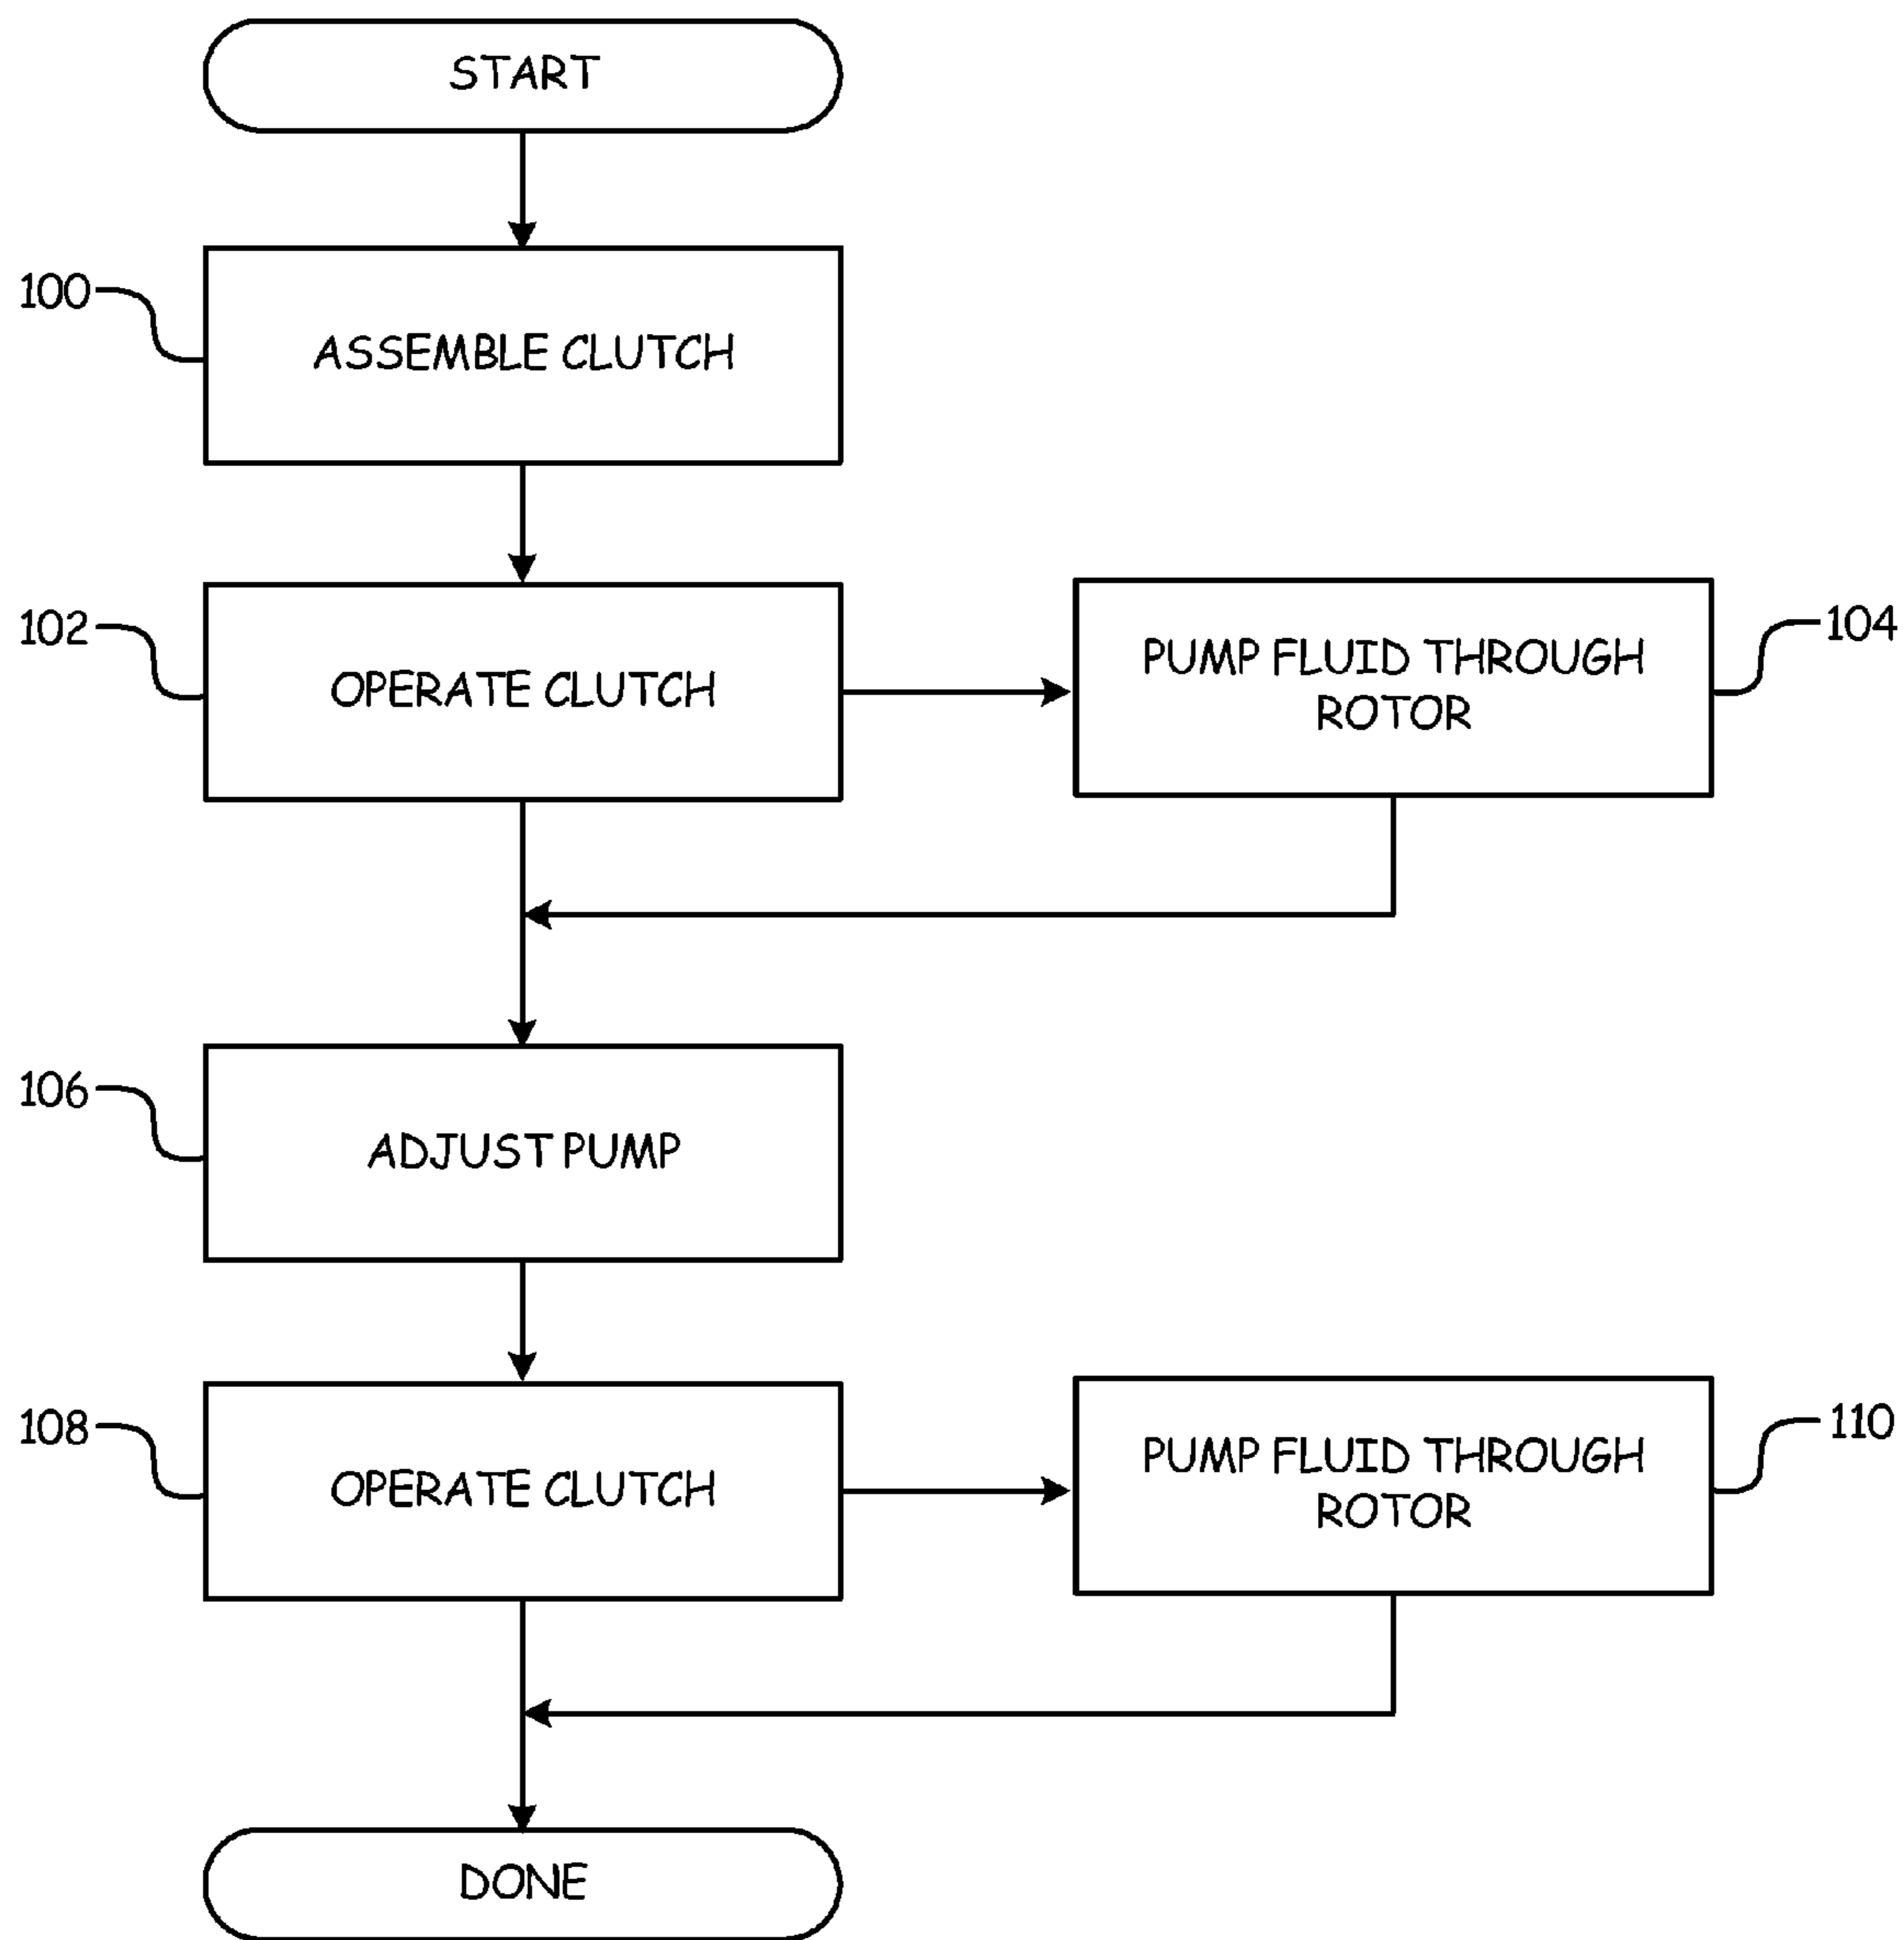 START
100
ASSEMBLE CLUTCH
102
OPERATE CLUTCH
PUMP FLUID THROUGH
ROTOR
104
106
ADJUST PUMP
108
OPERATE CLUTCH
PUMP FLUID THROUGH
ROTOR
110
DONE